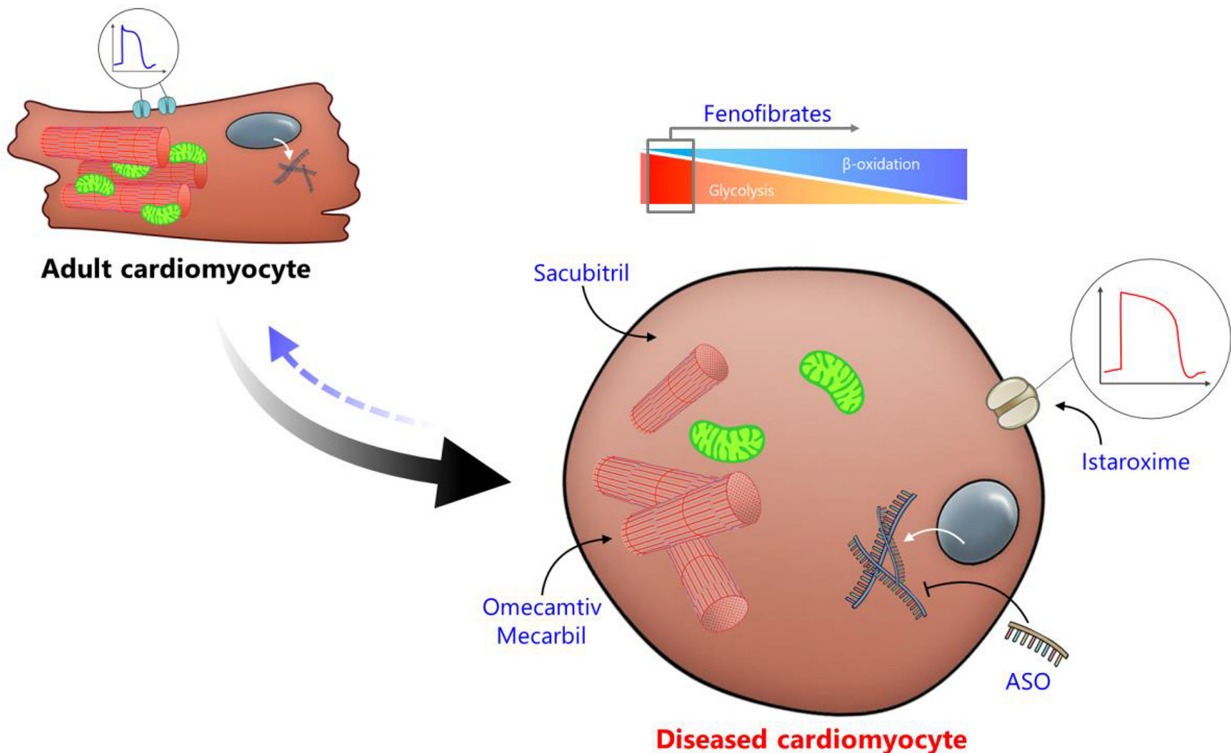 Fenofibrates
β-oxidation
Glycolysis
Adult cardiomyocyte
Sacubitril
Istaroxime
Omecamtiv
Mecarbil
ASO
Diseased cardiomyocyte